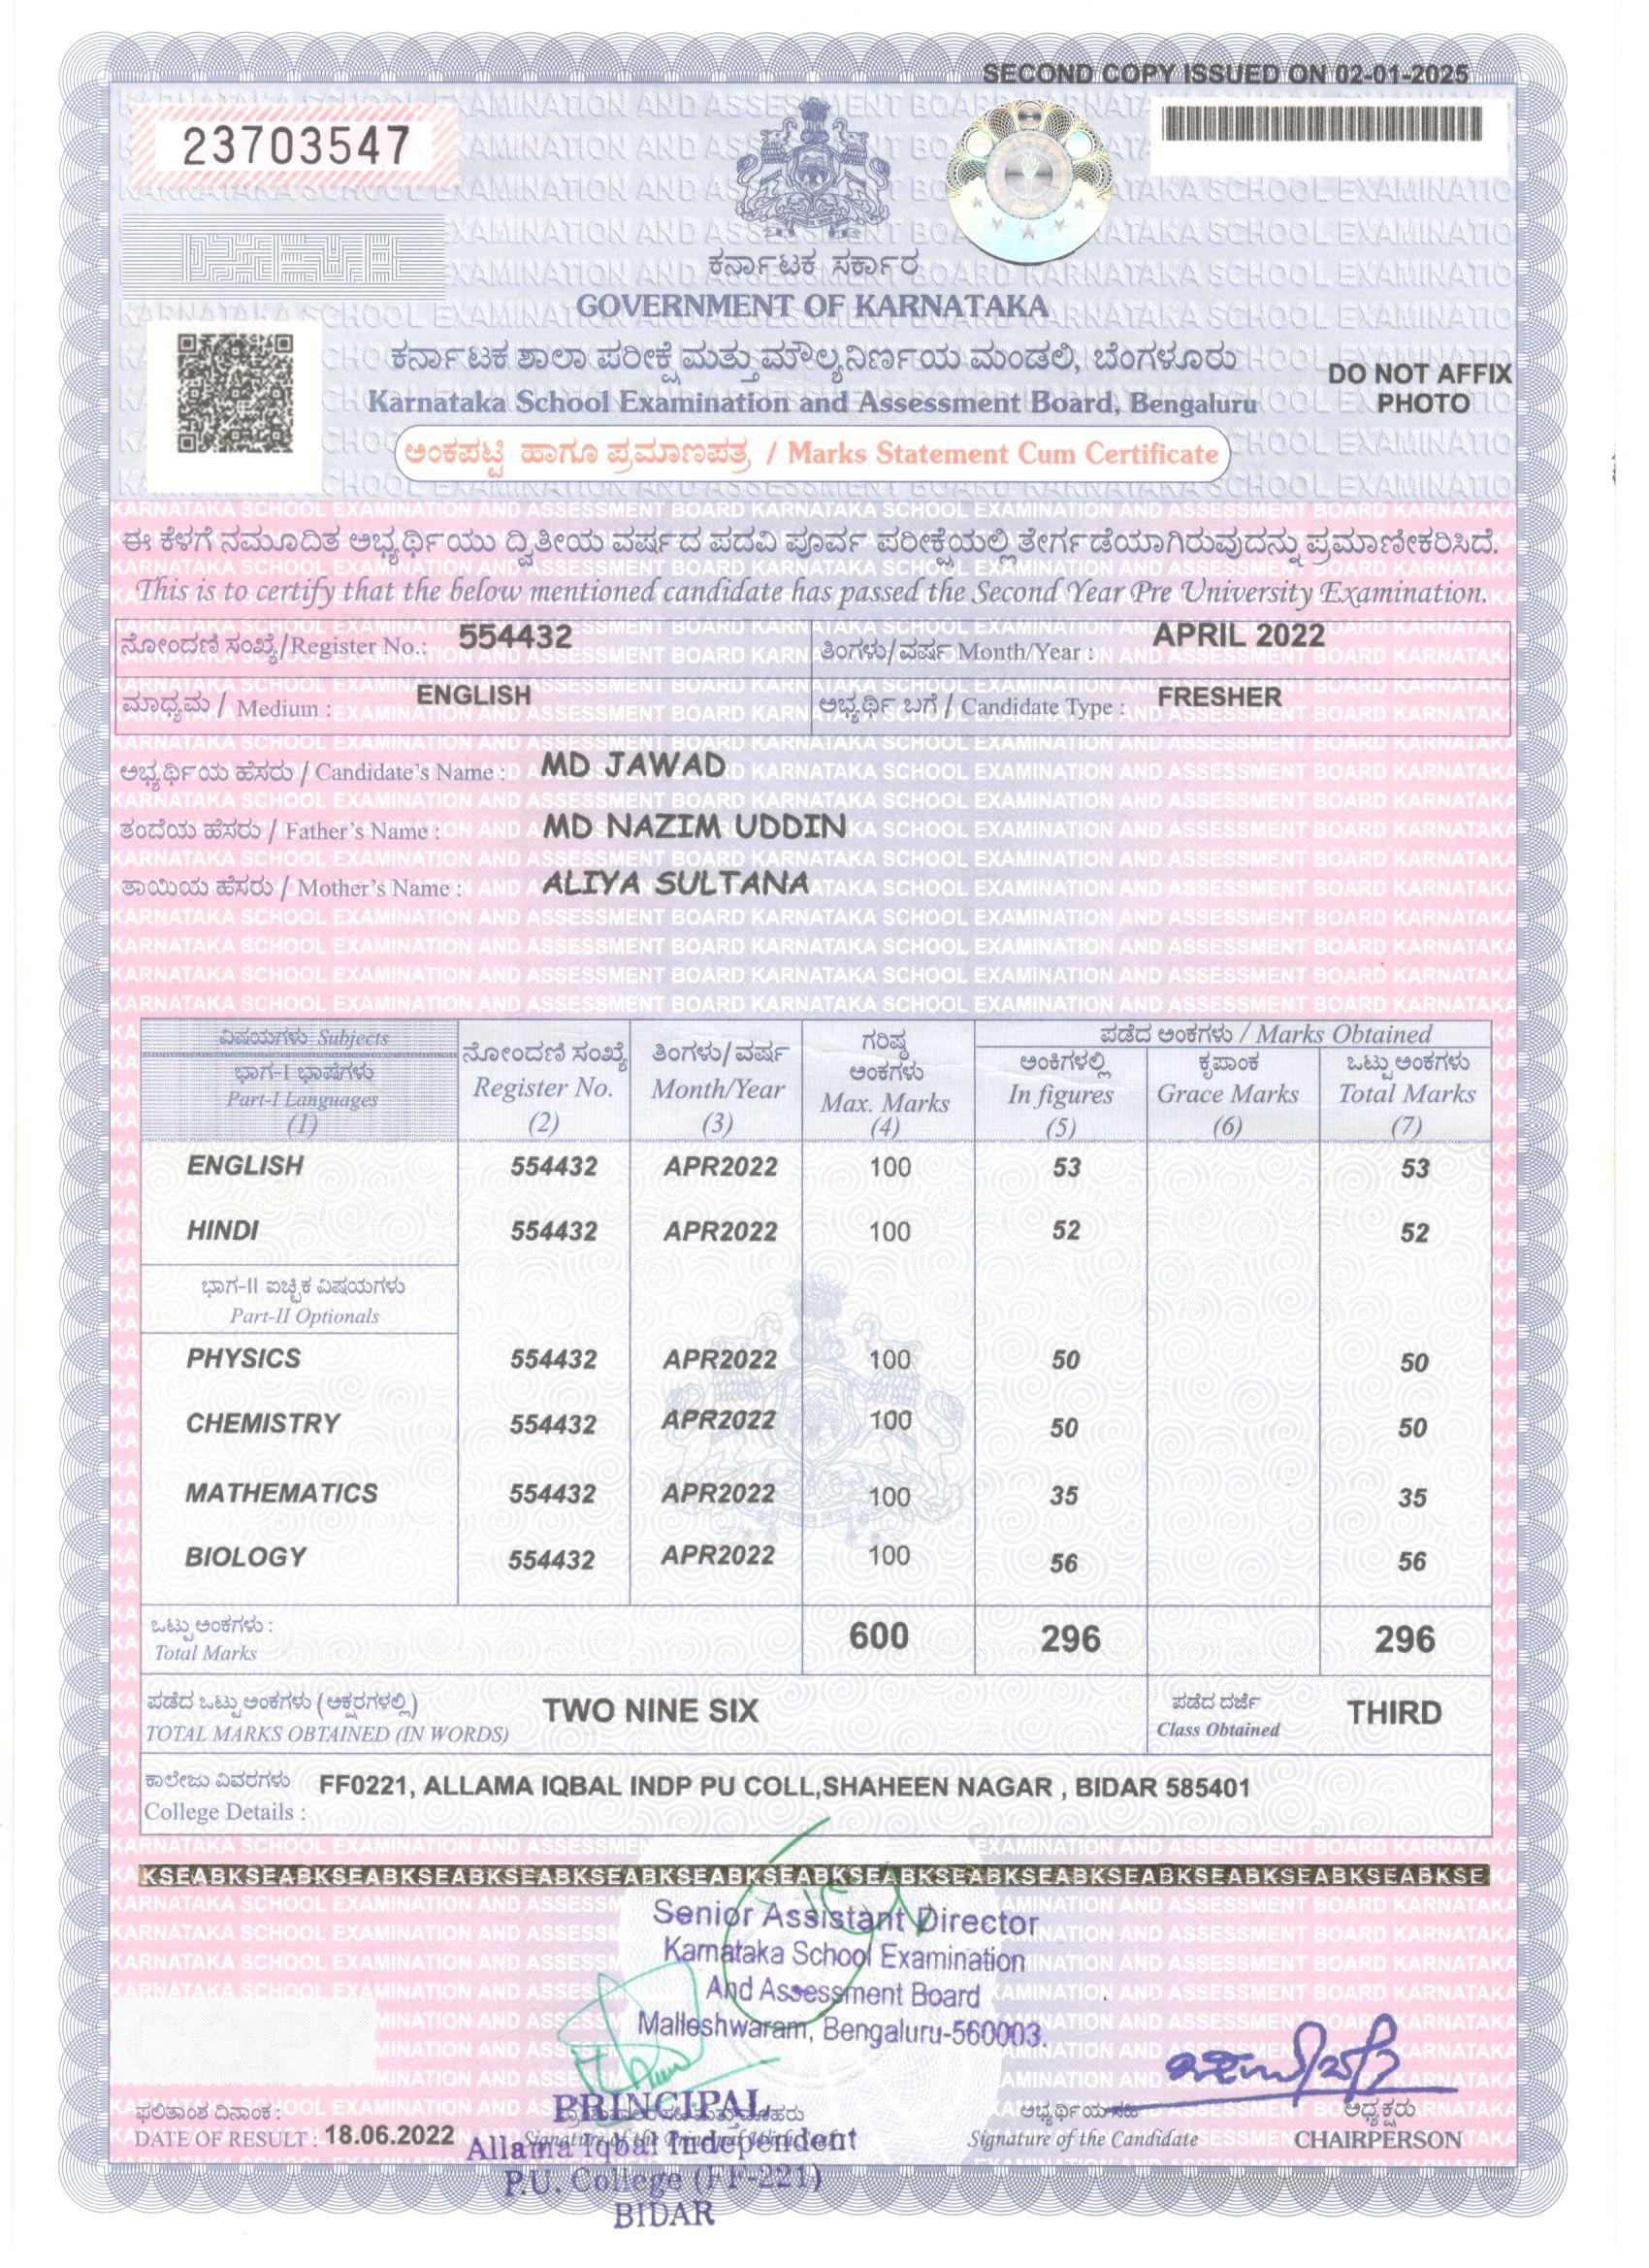 SECOND COPY ISSUED ON 02-01-2025
23703547
ಕರ್ನಾಟಕ ಸರ್ಕಾರ
GOVERNMENT OF KARNATAKA
ಕರ್ನಾಟಕ ಶಾಲಾ ಪರೀಕ್ಷೆ ಮತ್ತು ಮೌಲ್ಯನಿರ್ಣಯ ಮಂಡಲಿ, ಬೆಂಗಳೂರು
DO NOT AFFIX PHOTO
Karnataka School Examination and Assessment Board, Bengaluru
ಅಂಕಪಟ್ಟಿ ಹಾಗೂ ಪ್ರಮಾಣಪತ್ರ / Marks Statement Cum Certificate
ಈ ಕೆಳಗೆ ನಮೂದಿತ ಅಭ್ಯರ್ಥಿಯು ದ್ವಿತೀಯ ವರ್ಷದ ಪದವಿ ಪೂರ್ವ ಪರೀಕ್ಷೆಯಲ್ಲಿ ತೇರ್ಗಡೆಯಾಗಿರುವುದನ್ನು ಪ್ರಮಾಣೀಕರಿಸಿದೆ.
This is to certify that the below mentioned candidate has passed the Second Year Pre University Examination.
ನೋಂದಣಿ ಸಂಖ್ಯೆ/Register No.: 554432 ತಿಂಗಳು/ವರ್ಷ Month/Year : APRIL 2022
ಮಾಧ್ಯಮ / Medium : ENGLISH ಅಭ್ಯರ್ಥಿ ಬಗೆ / Candidate Type : FRESHER
ಅಭ್ಯರ್ಥಿಯ ಹೆಸರು / Candidate's Name : MD JAWAD
ತಂದೆಯ ಹೆಸರು / Father's Name : MD NAZIM UDDIN
ತಾಯಿಯ ಹೆಸರು / Mother's Name : ALIYA SULTANA
ವಿಷಯಗಳು Subjects ನೋಂದಣಿ ಸಂಖ್ಯೆ ತಿಂಗಳು/ವರ್ಷ ಗರಿಷ್ಠ ಅಂಕಗಳು ಪಡೆದ ಅಂಕಗಳು / Marks Obtained
ಭಾಗ-I ಭಾಷೆಗಳು ಅಂಕಿಗಳಲ್ಲಿ ಕೃಪಾಂಕ ಒಟ್ಟು ಅಂಕಗಳು
Part-I Languages Register No. Month/Year Max. Marks In figures Grace Marks Total Marks
(1) (2) (3) (4) (5) (6) (7)
ENGLISH 554432 APR2022 100 53 53
HINDI 554432 APR2022 100 52 52
ಭಾಗ-II ಐಚ್ಛಿಕ ವಿಷಯಗಳು
Part-II Optionals
PHYSICS 554432 APR2022 100 50 50
CHEMISTRY 554432 APR2022 100 50 50
MATHEMATICS 554432 APR2022 100 35 35
BIOLOGY 554432 APR2022 100 56 56
ಒಟ್ಟು ಅಂಕಗಳು :
Total Marks 600 296 296
ಪಡೆದ ಒಟ್ಟು ಅಂಕಗಳು (ಅಕ್ಷರಗಳಲ್ಲಿ) TWO NINE SIX ಪಡೆದ ದರ್ಜೆ THIRD
TOTAL MARKS OBTAINED (IN WORDS) Class Obtained
ಕಾಲೇಜು ವಿವರಗಳು FF0221, ALLAMA IQBAL INDP PU COLL,SHAHEEN NAGAR , BIDAR 585401
College Details :
KSEABKSEABKSEABKSEABKSEABKSEABKSEABKSEABKSEABKSEABKSEABKSEABKSEABKSEABKSE
Senior Assistant Director
Karnataka School Examination
And Assessment Board
Malleshwaram, Bengaluru-560003.
PRINCIPAL
Allama Iqbal Independent
P.U. College (FF-221)
BIDAR
ಫಲಿತಾಂಶ ದಿನಾಂಕ : ಅಭ್ಯರ್ಥಿಯ ಸಹಿ ಅಧ್ಯಕ್ಷರು
DATE OF RESULT : 18.06.2022 Signature of the Candidate CHAIRPERSON